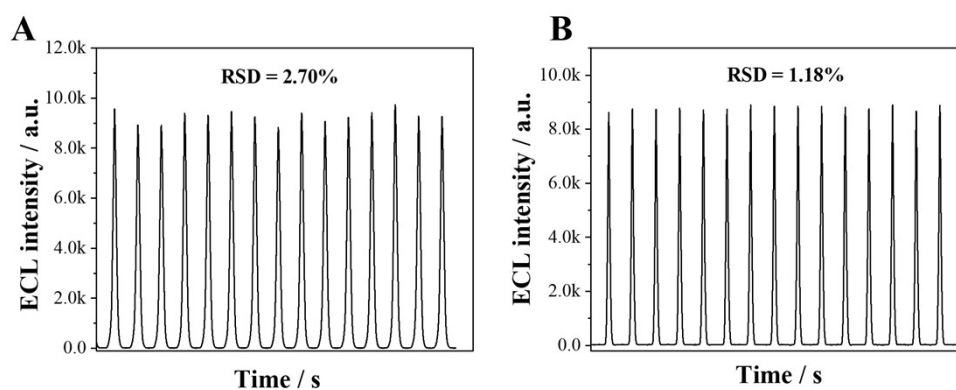 A
12.0k
RSD = 2.70%
10.0k
8.0k
6.0k
4.0k
2.0k
0.0
ECL intensity / a.u.
Time / s
B
10.0k
RSD = 1.18%
8.0k
6.0k
4.0k
2.0k
0.0
ECL intensity / a.u.
Time / s